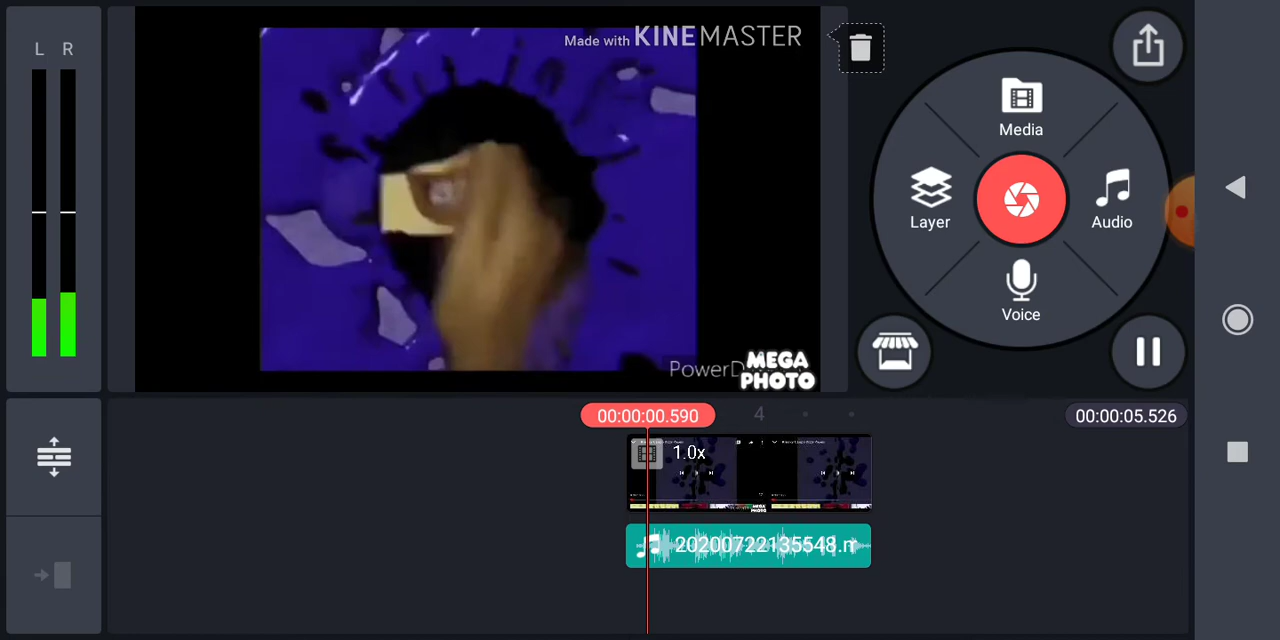 L R
Made with KINEMASTER
PowerD
MEGA
PHOTO
Media
Layer
Audio
Voice
00:00:00.590
4
00:00:05.526
1.0x
20200722135548.m